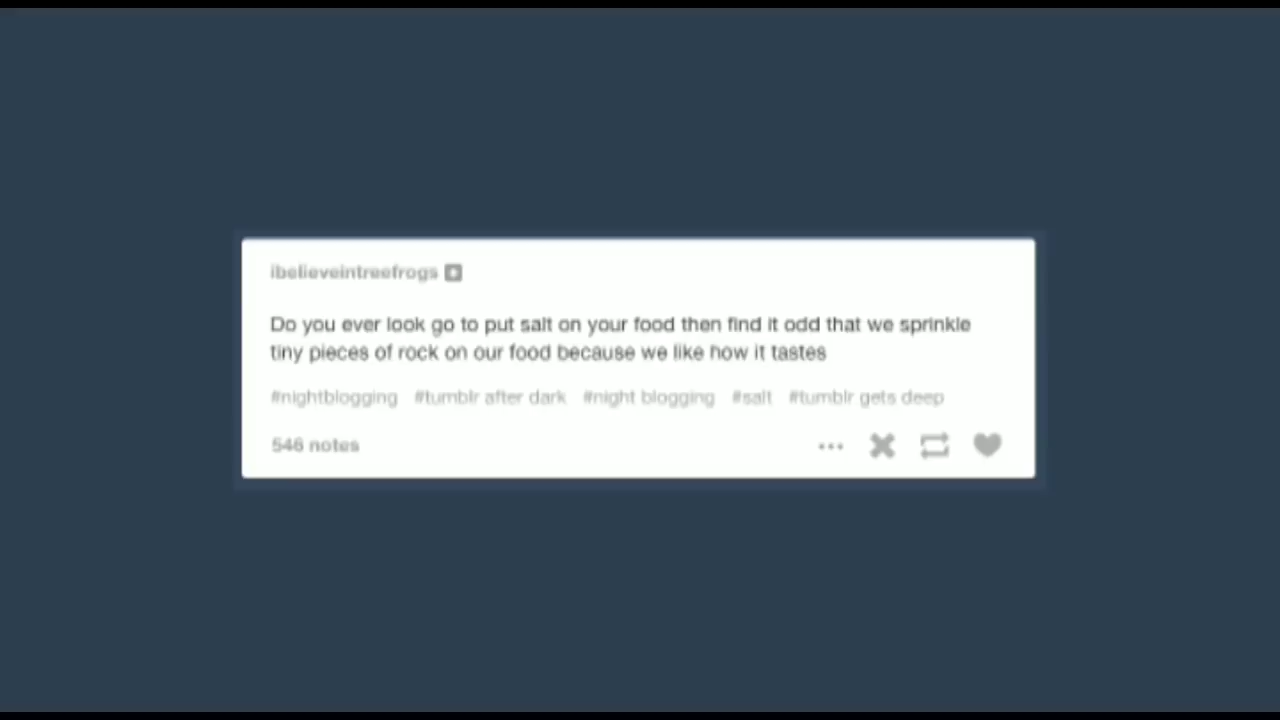 ibelieveintreefrogs
Do you ever look go to put salt on your food then find it odd that we sprinkle
tiny pieces of rock on our food because we like how it tastes
#nightblogging #tumblr after dark #night blogging #salt #tumblr gets deep
546 notes